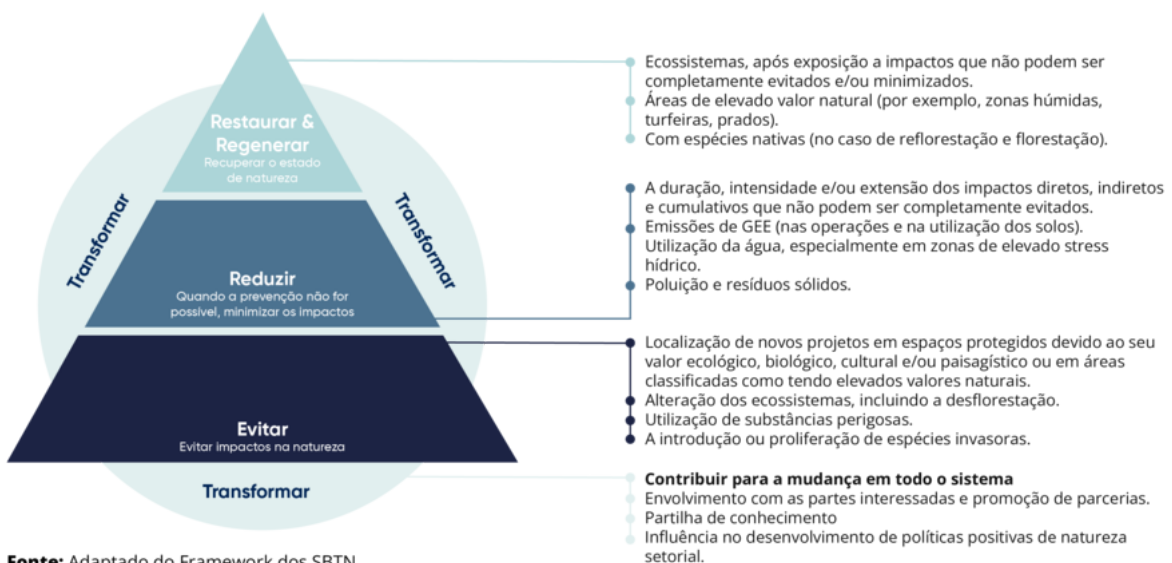 Restaurar &
Regenerar
Recuperar o estado
de natureza
Transformar
Transformar
Reduzir
Quando a prevenção não for
possível, minimizar os impactos
Evitar
Evitar impactos na natureza
Transformar
Ecossistemas, após exposição a impactos que não podem ser
completamente evitados e/ou minimizados.
Áreas de elevado valor natural (por exemplo, zonas húmidas,
turfeiras, prados).
Com espécies nativas (no caso de reflorestação e florestação).
A duração, intensidade e/ou extensão dos impactos diretos, indiretos
e cumulativos que não podem ser completamente evitados.
Emissões de GEE (nas operações e na utilização dos solos).
Utilização da água, especialmente em zonas de elevado stress
hídrico.
Poluição e resíduos sólidos.
Localização de novos projetos em espaços protegidos devido ao seu
valor ecológico, biológico, cultural e/ou paisagístico ou em áreas
classificadas como tendo elevados valores naturais.
Alteração dos ecossistemas, incluindo a desflorestação.
Utilização de substâncias perigosas.
A introdução ou proliferação de espécies invasoras.
Contribuir para a mudança em todo o sistema
Envolvimento com as partes interessadas e promoção de parcerias.
Partilha de conhecimento
Influência no desenvolvimento de políticas positivas de natureza
setorial.
Fonte: Adaptado do Framework dos SBTN